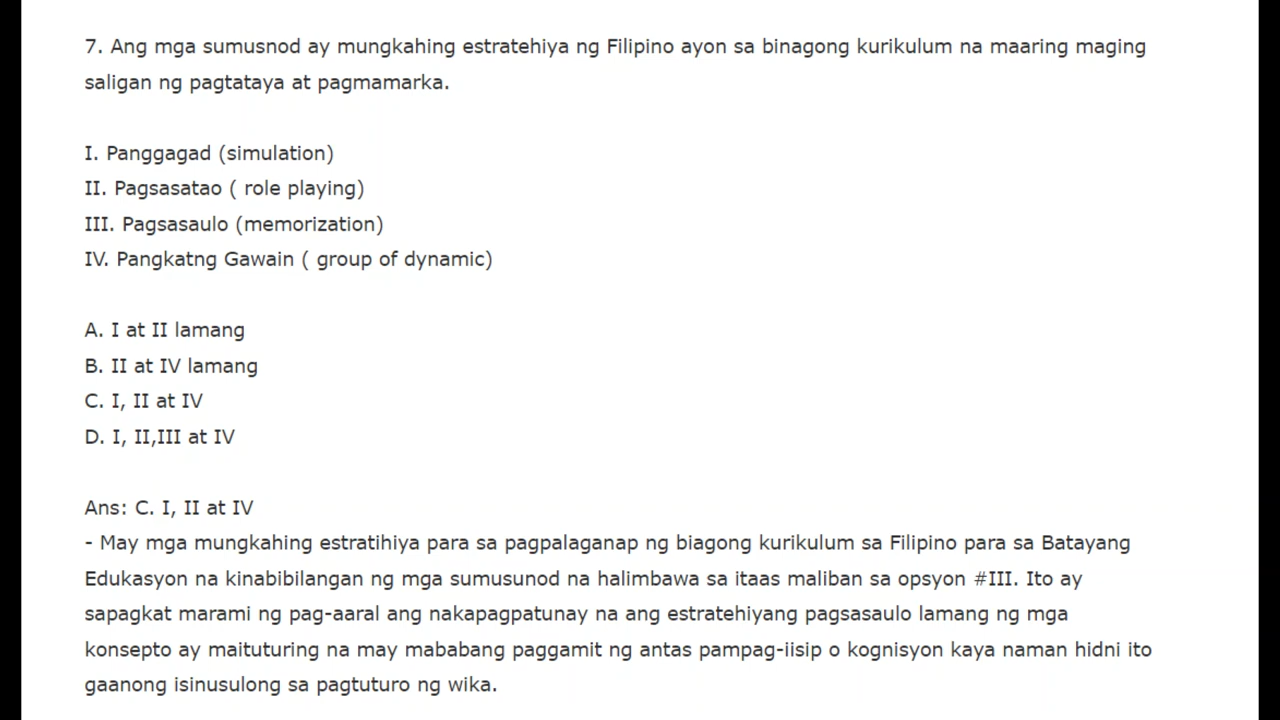 7. Ang mga sumusnod ay mungkahing estratehiya ng Filipino ayon sa binagong kurikulum na maaring maging
saligan ng pagtataya at pagmamarka.
I. Panggagad (simulation)
II. Pagsasatao ( role playing)
III. Pagsasaulo (memorization)
IV. Pangkatng Gawain ( group of dynamic)
A. I at II lamang
B. II at IV lamang
C. I, II at IV
D. I, II,III at IV
Ans: C. I, II at IV
- May mga mungkahing estratihiya para sa pagpalaganap ng biagong kurikulum sa Filipino para sa Batayang
Edukasyon na kinabibilangan ng mga sumusunod na halimbawa sa itaas maliban sa opsyon #III. Ito ay
sapagkat marami ng pag-aaral ang nakapagpatunay na ang estratehiyang pagsasaulo lamang ng mga
konsepto ay maituturing na may mababang paggamit ng antas pampag-iisip o kognisyon kaya naman hidni ito
gaanong isinusulong sa pagtuturo ng wika.